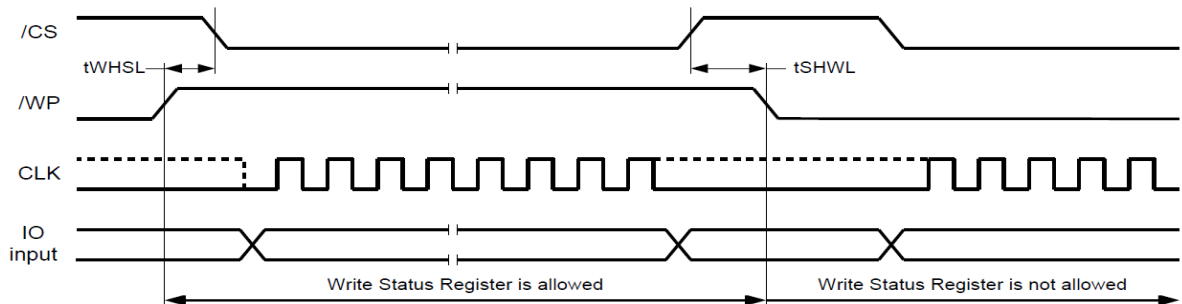 /CS
tWHSL
tSHWL
/WP
CLK
IO
input
Write Status Register is allowed
Write Status Register is not allowed